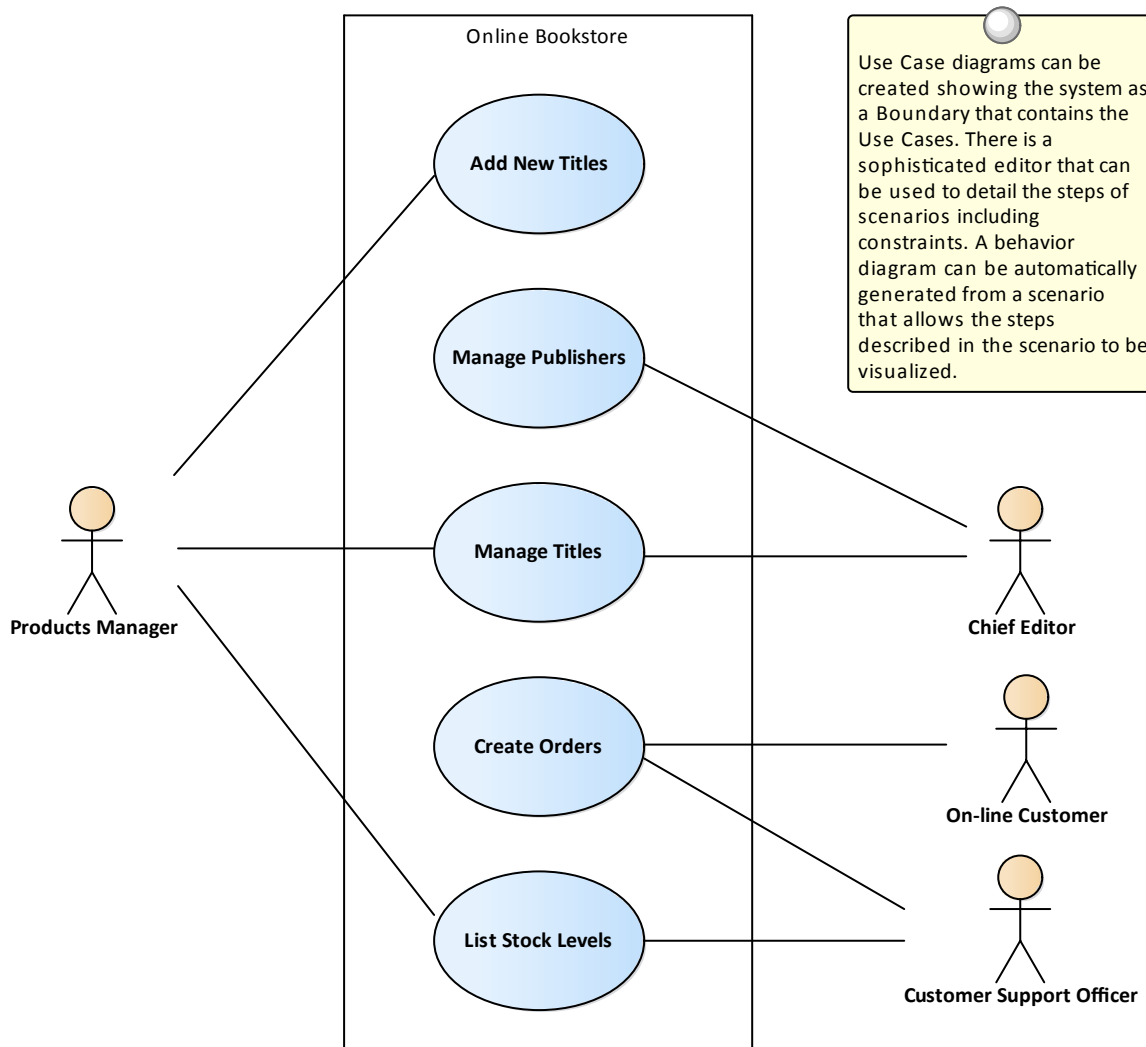 Online Bookstore
Use Case diagrams can be
created showing the system as
a Boundary that contains the
Use Cases. There is a
sophisticated editor that can
be used to detail the steps of
scenarios including
constraints. A behavior
diagram can be automatically
generated from a scenario
that allows the steps
described in the scenario to be
visualized.
Add New Titles
Manage Publishers
Manage Titles
Products Manager
Chief Editor
Create Orders
On-line Customer
List Stock Levels
Customer Support Officer